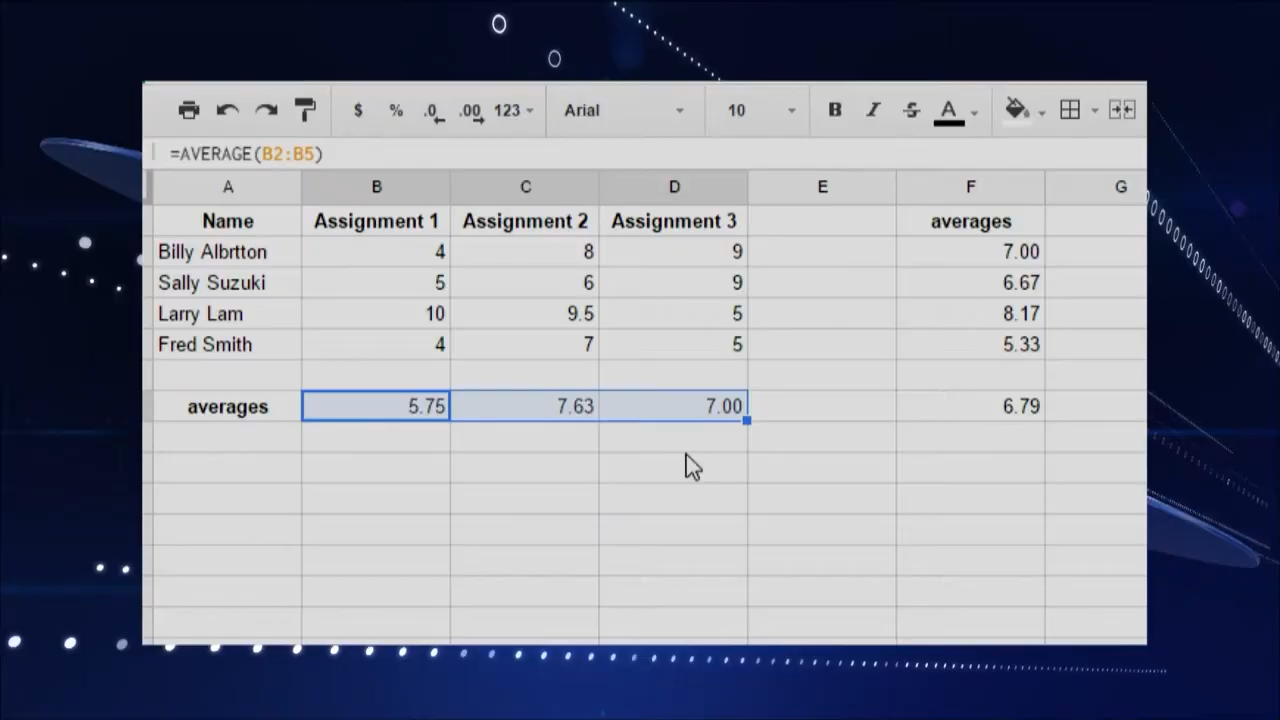 $ % .0 .00 123 Arial 10 B I S A
=AVERAGE(B2:B5)
A B C D E F G
Name Assignment 1 Assignment 2 Assignment 3 averages
Billy Albrtton 4 8 9 7.00
Sally Suzuki 5 6 9 6.67
Larry Lam 10 9.5 5 8.17
Fred Smith 4 7 5 5.33
averages 5.75 7.63 7.00 6.79